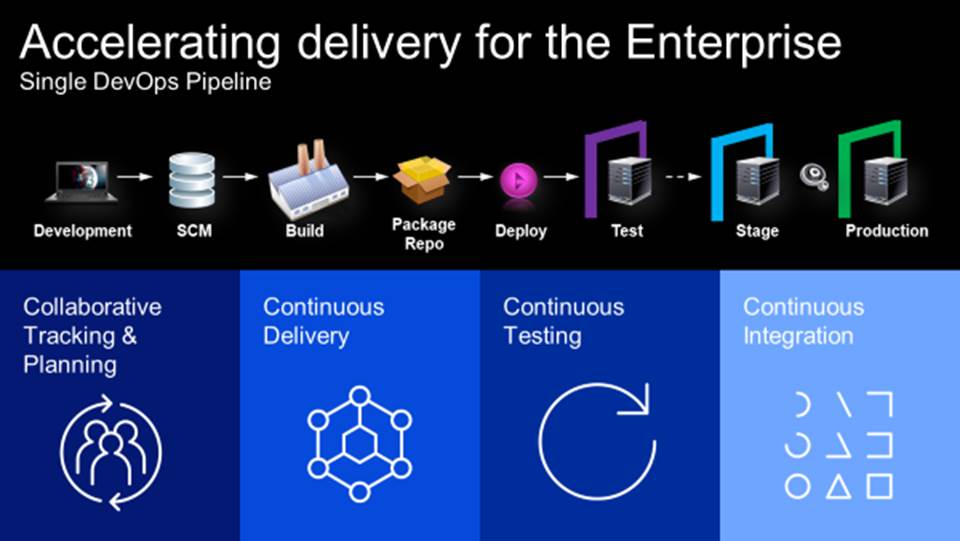 Accelerating delivery for the Enterprise
Single DevOps Pipeline
Development
SCM
Build
Package
Repo
Deploy
Test
Stage
Production
Collaborative
Tracking &
Planning
Continuous
Delivery
Continuous
Testing
Continuous
Integration